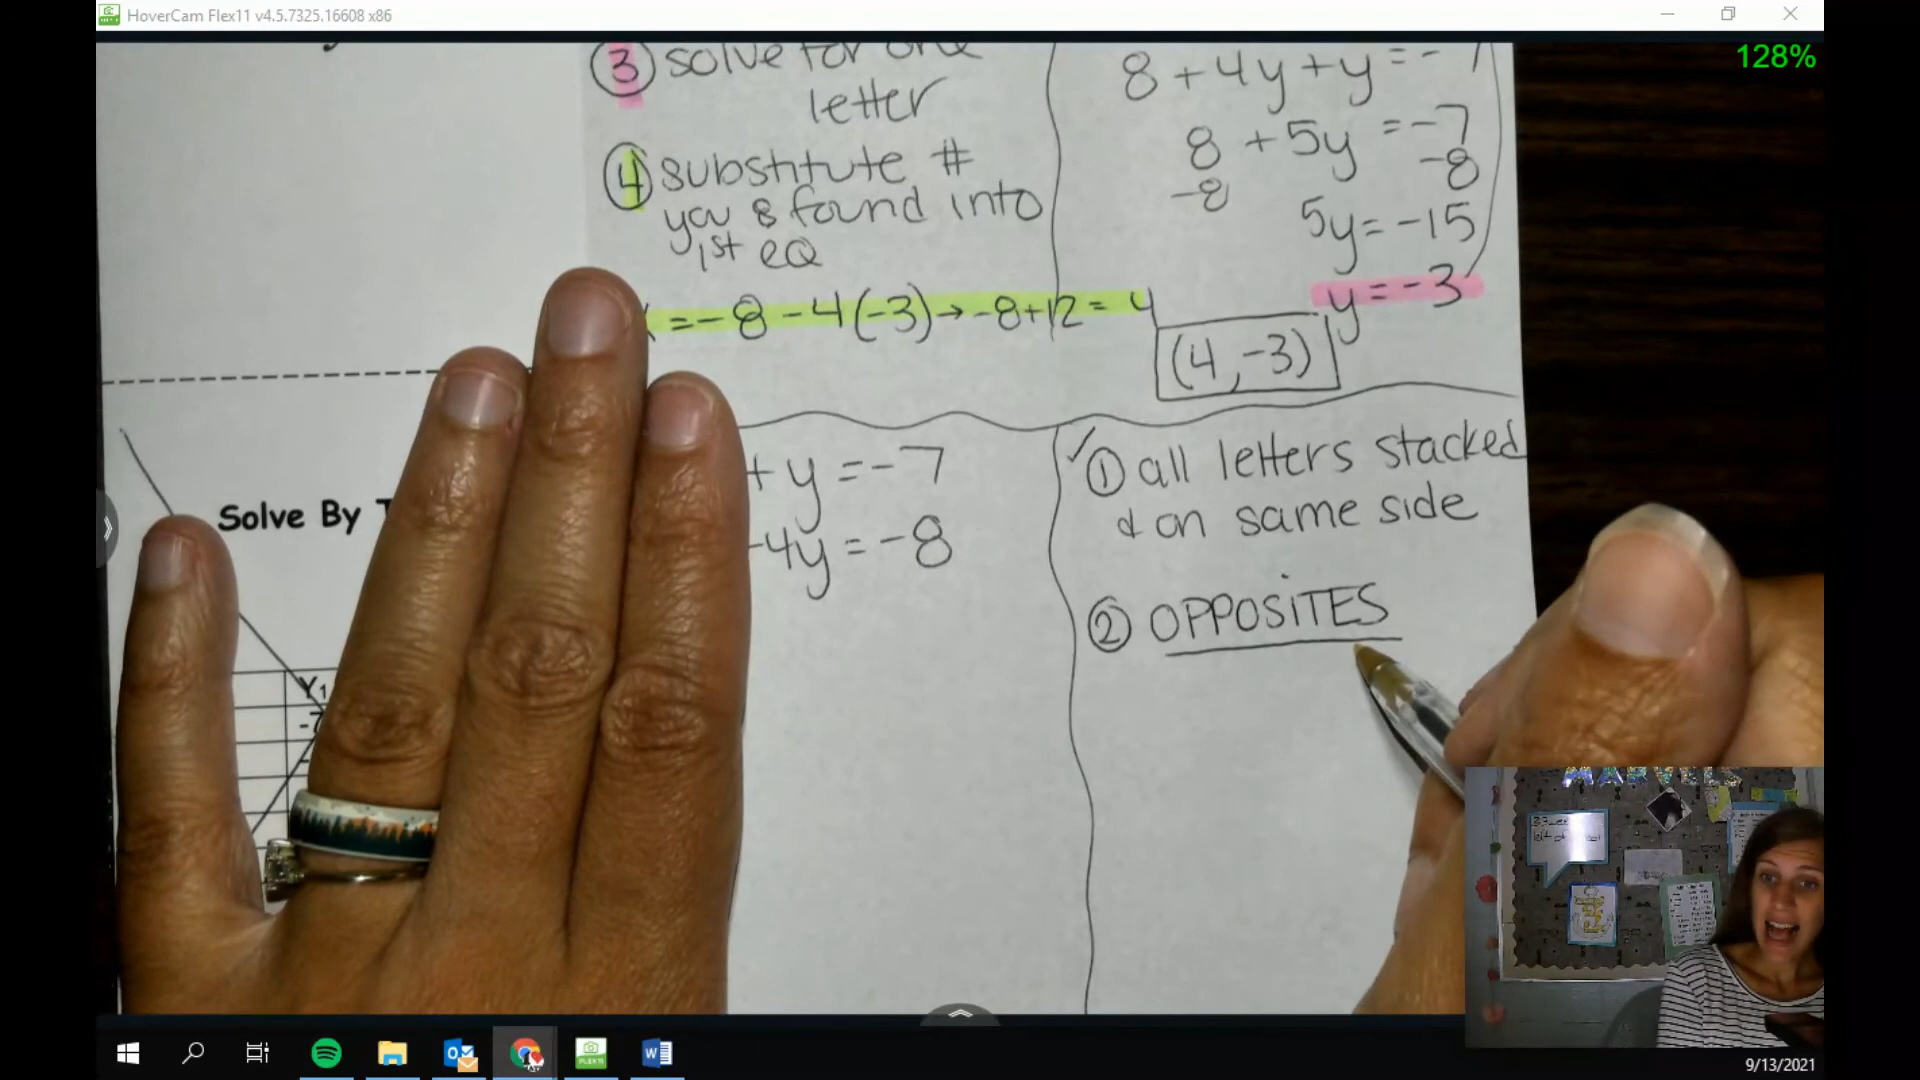 HoverCam Flex11 v4.5.7325.16608 x86
128%
③ solve for one
letter
④ substitute #
you 8 found into
1st eq
= -8 - 4(-3) → -8 + 12 = 4
8 + 4y + y = -7
8 + 5y = -7
-8 -8
5y = -15
y = -3
(4, -3)
Solve By
+ y = -7
-4y = -8
✓① all letters stacked
& on same side
② OPPOSiTES
Y₁
-7
9/13/2021